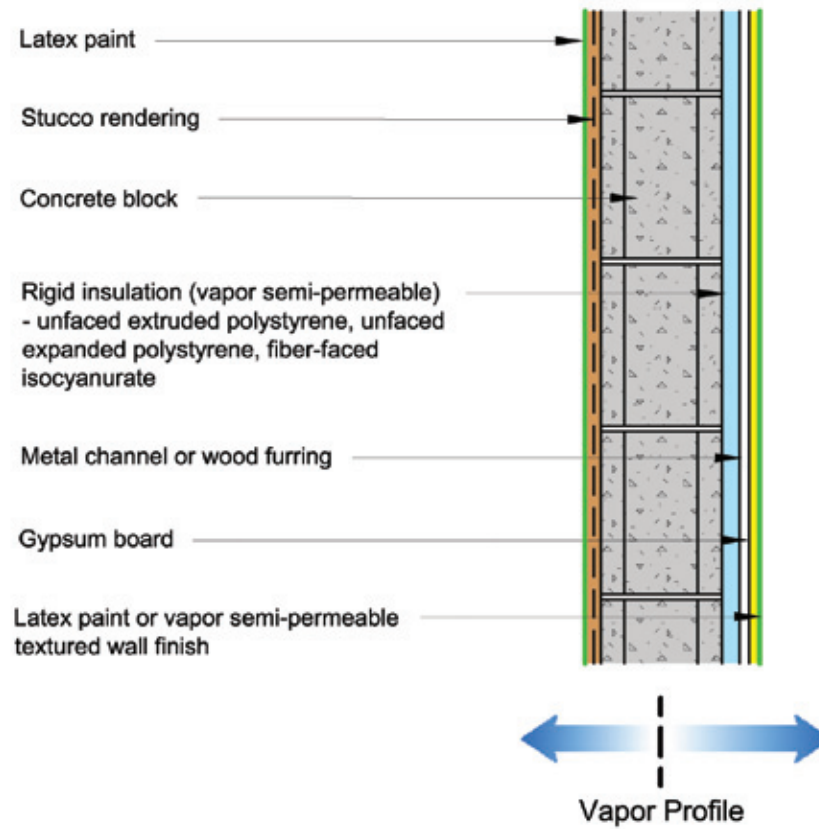 Latex paint
Stucco rendering
Concrete block
Rigid insulation (vapor semi-permeable)
- unfaced extruded polystyrene, unfaced
expanded polystyrene, fiber-faced
isocyanurate
Metal channel or wood furring
Gypsum board
Latex paint or vapor semi-permeable
textured wall finish
Vapor Profile